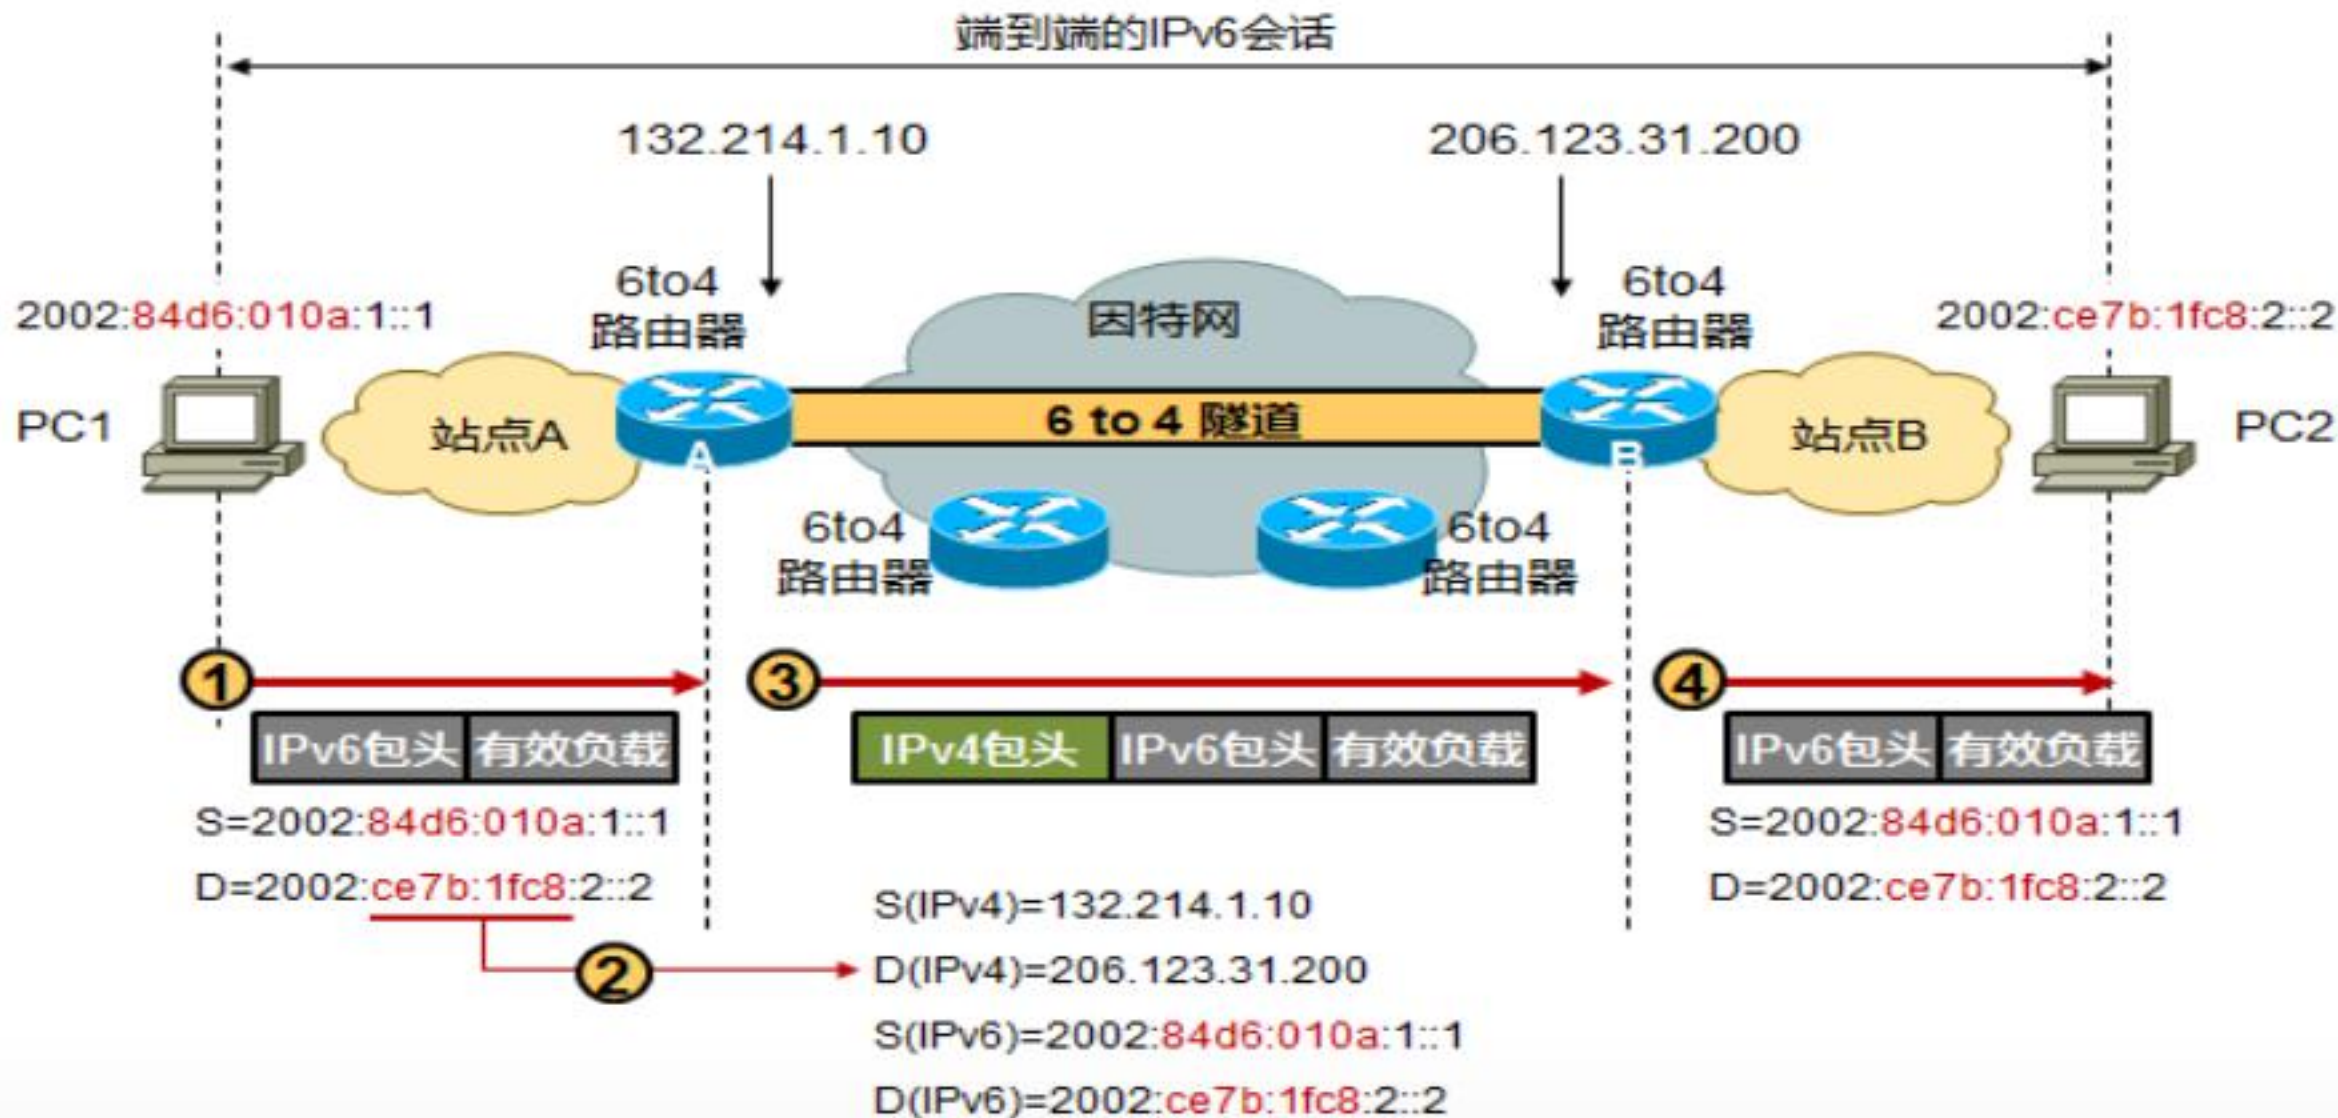 端到端的IPv6会话
132.214.1.10
206.123.31.200
6to4
路由器
6to4
路由器
2002:84d6:010a:1::1
因特网
2002:ce7b:1fc8:2::2
PC1
站点A
A
6 to 4 隧道
B
站点B
PC2
6to4
路由器
6to4
路由器
1
3
4
IPv6包头 有效负载
IPv4包头 IPv6包头 有效负载
IPv6包头 有效负载
S=2002:84d6:010a:1::1
D=2002:ce7b:1fc8:2::2
2
S(IPv4)=132.214.1.10
D(IPv4)=206.123.31.200
S(IPv6)=2002:84d6:010a:1::1
D(IPv6)=2002:ce7b:1fc8:2::2
S=2002:84d6:010a:1::1
D=2002:ce7b:1fc8:2::2